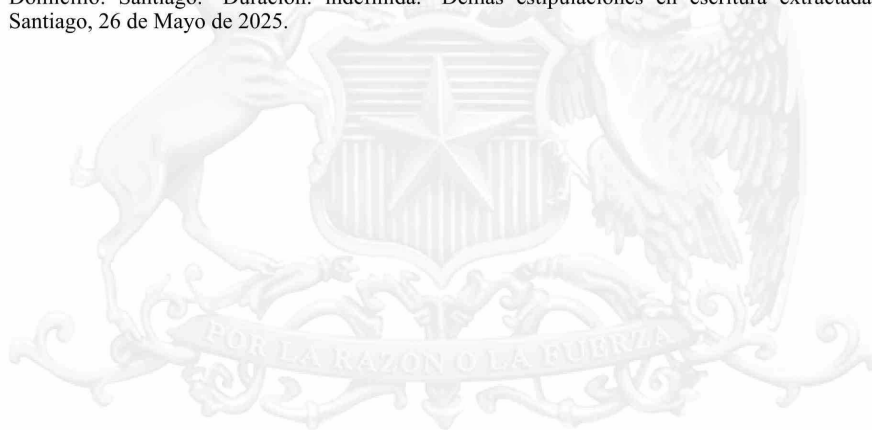 Domicilio: Santiago. Duración: indefinida. Demás estipulaciones en escritura extractada
Santiago, 26 de Mayo de 2025.
POR LA RAZON O LA FUERZA